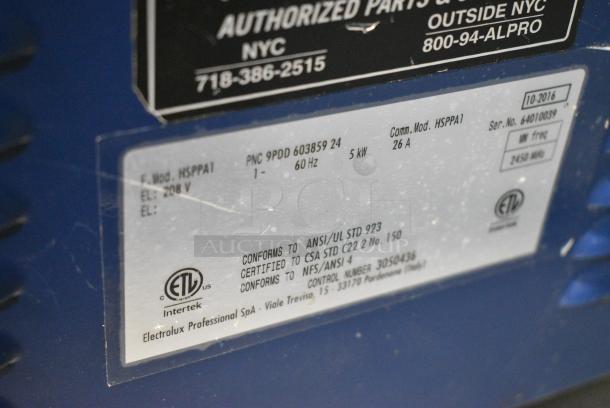 AUTHORIZED PARTS &
NYC
718-386-2515
OUTSIDE NYC
800-94-ALPRO
F. Mod. HSPPA1 PNC 9PDD 603859 24 Comm.Mod. HSPPA1 10-2016
EL: 208 V 1~ 60 Hz 5 kW 26 A Ser.No. 64010039
EL:
MW freq
2450 MHz
CONFORMS TO ANSI/UL STD 923
CERTIFIED TO CSA STD C22 2 No. 150
CONFORMS TO NFS/ANSI 4
CONTROL NUMBER 3050436
C ETL US
Intertek
ETL
Electrolux Professional SpA - Viale Treviso, 15 - 33170 Pordenone (Italy)